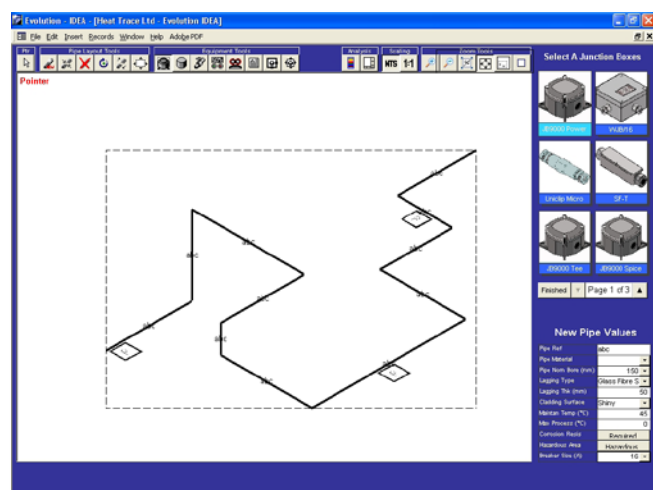 Evolution - IDEA - [Heat Trace Ltd - Evolution IDEA]
File Edit Insert Records Window Help Adobe PDF
Ptr Pipe Layout Tools Equipment Tools Analysis Scaling Zoom Tools
NTS 1:1
Pointer
Select A Junction Boxes
JB9000 Power WJB/16
Uniclip Micro SF-T
JB9000 Tee JB9000 Splice
Finished Page 1 of 3
abc
abc
abc
abc
abc
abc
abc
abc
abc
abc
New Pipe Values
Pipe Ref abc
Pipe Material
Pipe Nom Bore (mm) 150
Lagging Type Glass Fibre S
Lagging Thk (mm) 50
Cladding Surface Shiny
Maintain Temp (°C) 45
Max Process (°C) 0
Corrosion Resis Required
Hazardous Area Hazardous
Breaker Size (A) 16